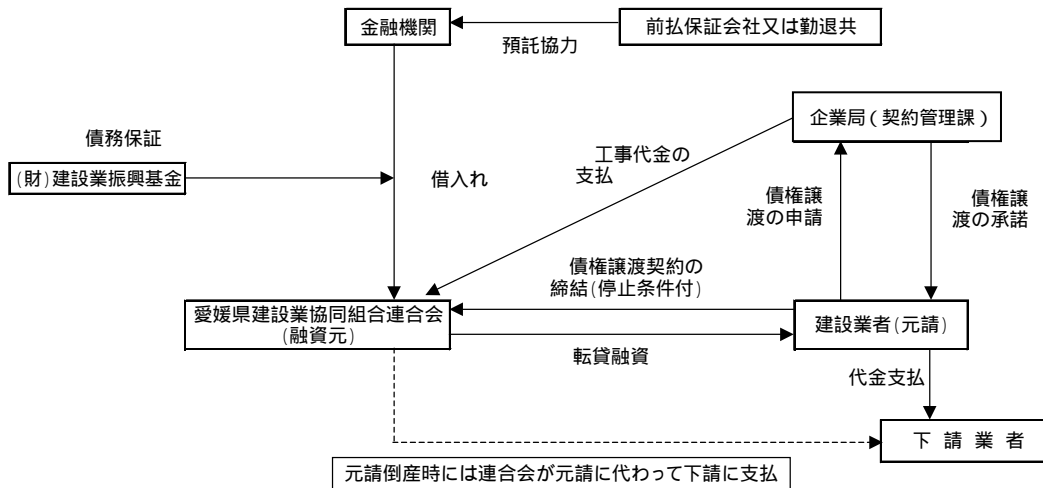 金融機関
前払保証会社又は勤退共
預託協力
企業局(契約管理課)
債務保証
(財)建設業振興基金
借入れ
工事代金の
支払
債権譲
渡の申請
債権譲
渡の承諾
債権譲渡契約の
締結(停止条件付)
愛媛県建設業協同組合連合会
(融資元)
建設業者(元請)
転貸融資
代金支払
下請業者
元請倒産時には連合会が元請に代わって下請に支払